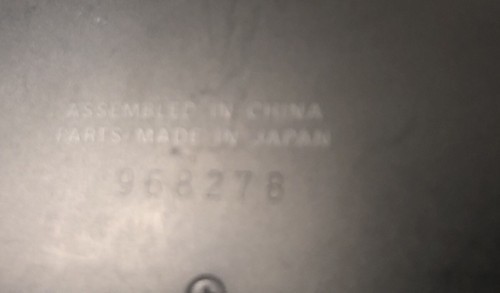 ASSEMBLED IN CHINA
PARTS MADE IN JAPAN
968278